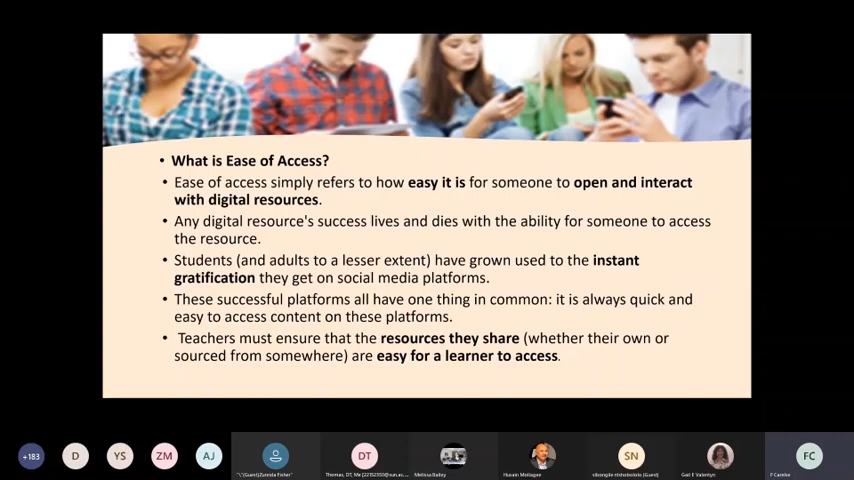 • What is Ease of Access?
• Ease of access simply refers to how easy it is for someone to open and interact
with digital resources.
• Any digital resource's success lives and dies with the ability for someone to access
the resource.
• Students (and adults to a lesser extent) have grown used to the instant
gratification they get on social media platforms.
• These successful platforms all have one thing in common: it is always quick and
easy to access content on these platforms.
• Teachers must ensure that the resources they share (whether their own or
sourced from somewhere) are easy for a learner to access.
+183
D
YS
ZM
AJ
DT
SN
FC
Melissa Bailey
Gail E Valentyn
F Carelse